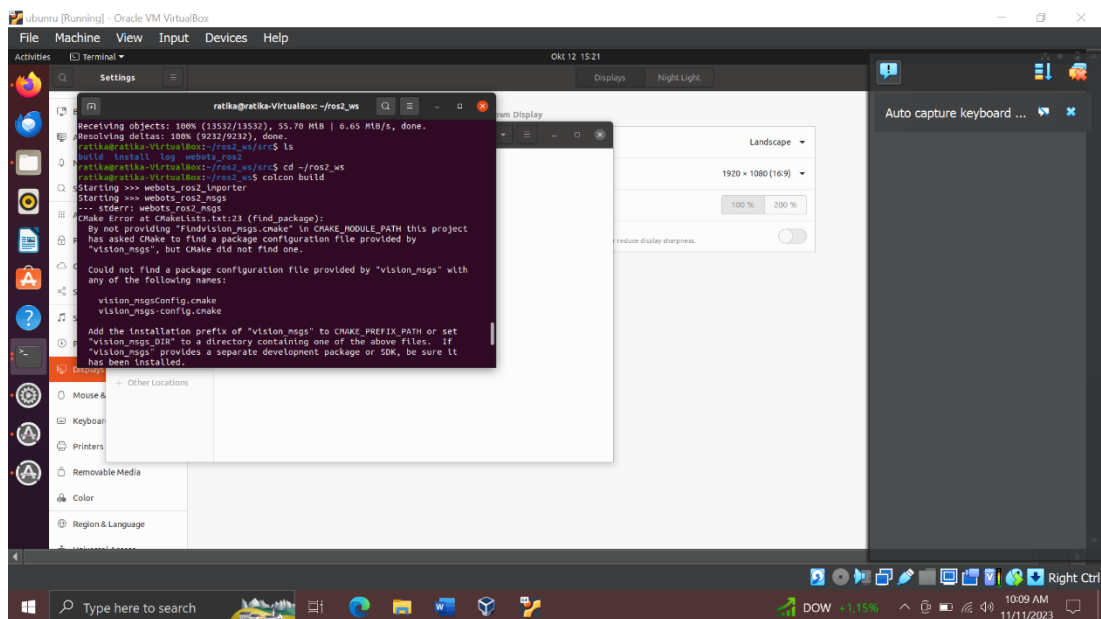 ubunru [Running] - Oracle VM VirtualBox
File Machine View Input Devices Help
Activities Terminal Okt 12 15:21
Settings
Displays Night Light
ratika@ratika-VirtualBox: ~/ros2_ws
Receiving objects: 100% (13532/13532), 55.70 MiB | 6.65 MiB/s, done.
Resolving deltas: 100% (9232/9232), done.
ratika@ratika-VirtualBox:~/ros2_ws/src$ ls
build install log webots_ros2
ratika@ratika-VirtualBox:~/ros2_ws/src$ cd ~/ros2_ws
ratika@ratika-VirtualBox:~/ros2_ws$ colcon build
Starting >>> webots_ros2_importer
Starting >>> webots_ros2_msgs
--- stderr: webots_ros2_msgs
CMake Error at CMakeLists.txt:23 (find_package):
By not providing "Findvision_msgs.cmake" in CMAKE_MODULE_PATH this project
has asked CMake to find a package configuration file provided by
"vision_msgs", but CMake did not find one.
Could not find a package configuration file provided by "vision_msgs" with
any of the following names:
vision_msgsConfig.cmake
vision_msgs-config.cmake
Add the installation prefix of "vision_msgs" to CMAKE_PREFIX_PATH or set
"vision_msgs_DIR" to a directory containing one of the above files. If
"vision_msgs" provides a separate development package or SDK, be sure it
has been installed.
own Display
Landscape
1920 × 1080 (16:9)
100 % 200 %
reduce display sharpness.
Auto capture keyboard ...
Displays
+ Other Locations
Mouse &
Keyboar
Printers
Removable Media
Color
Region & Language
Right Ctrl
Type here to search
DOW +1,15%
10:09 AM
11/11/2023